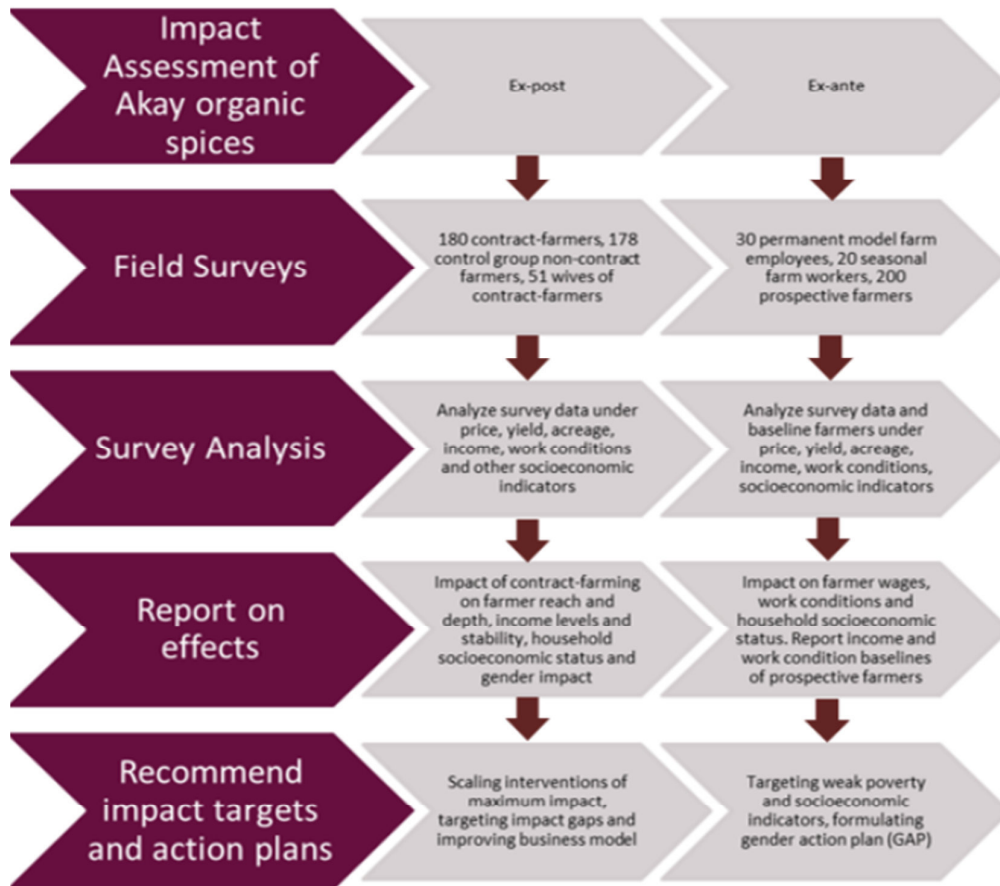 Impact
Assessment of
Akay organic
spices
Ex-post
Ex-ante
Field Surveys
180 contract-farmers, 178
control group non-contract
farmers, 51 wives of
contract-farmers
30 permanent model farm
employees, 20 seasonal
farm workers, 200
prospective farmers
Survey Analysis
Analyze survey data under
price, yield, acreage,
income, work conditions
and other socioeconomic
indicators
Analyze survey data and
baseline farmers under
price, yield, acreage,
income, work conditions,
socioeconomic indicators
Report on
effects
Impact of contract-farming
on farmer reach and
depth, income levels and
stability, household
socioeconomic status and
gender impact
Impact on farmer wages,
work conditions and
household socioeconomic
status. Report income and
work condition baselines
of prospective farmers
Recommend
impact targets
and action plans
Scaling interventions of
maximum impact,
targeting impact gaps and
improving business model
Targeting weak poverty
and socioeconomic
indicators, formulating
gender action plan (GAP)